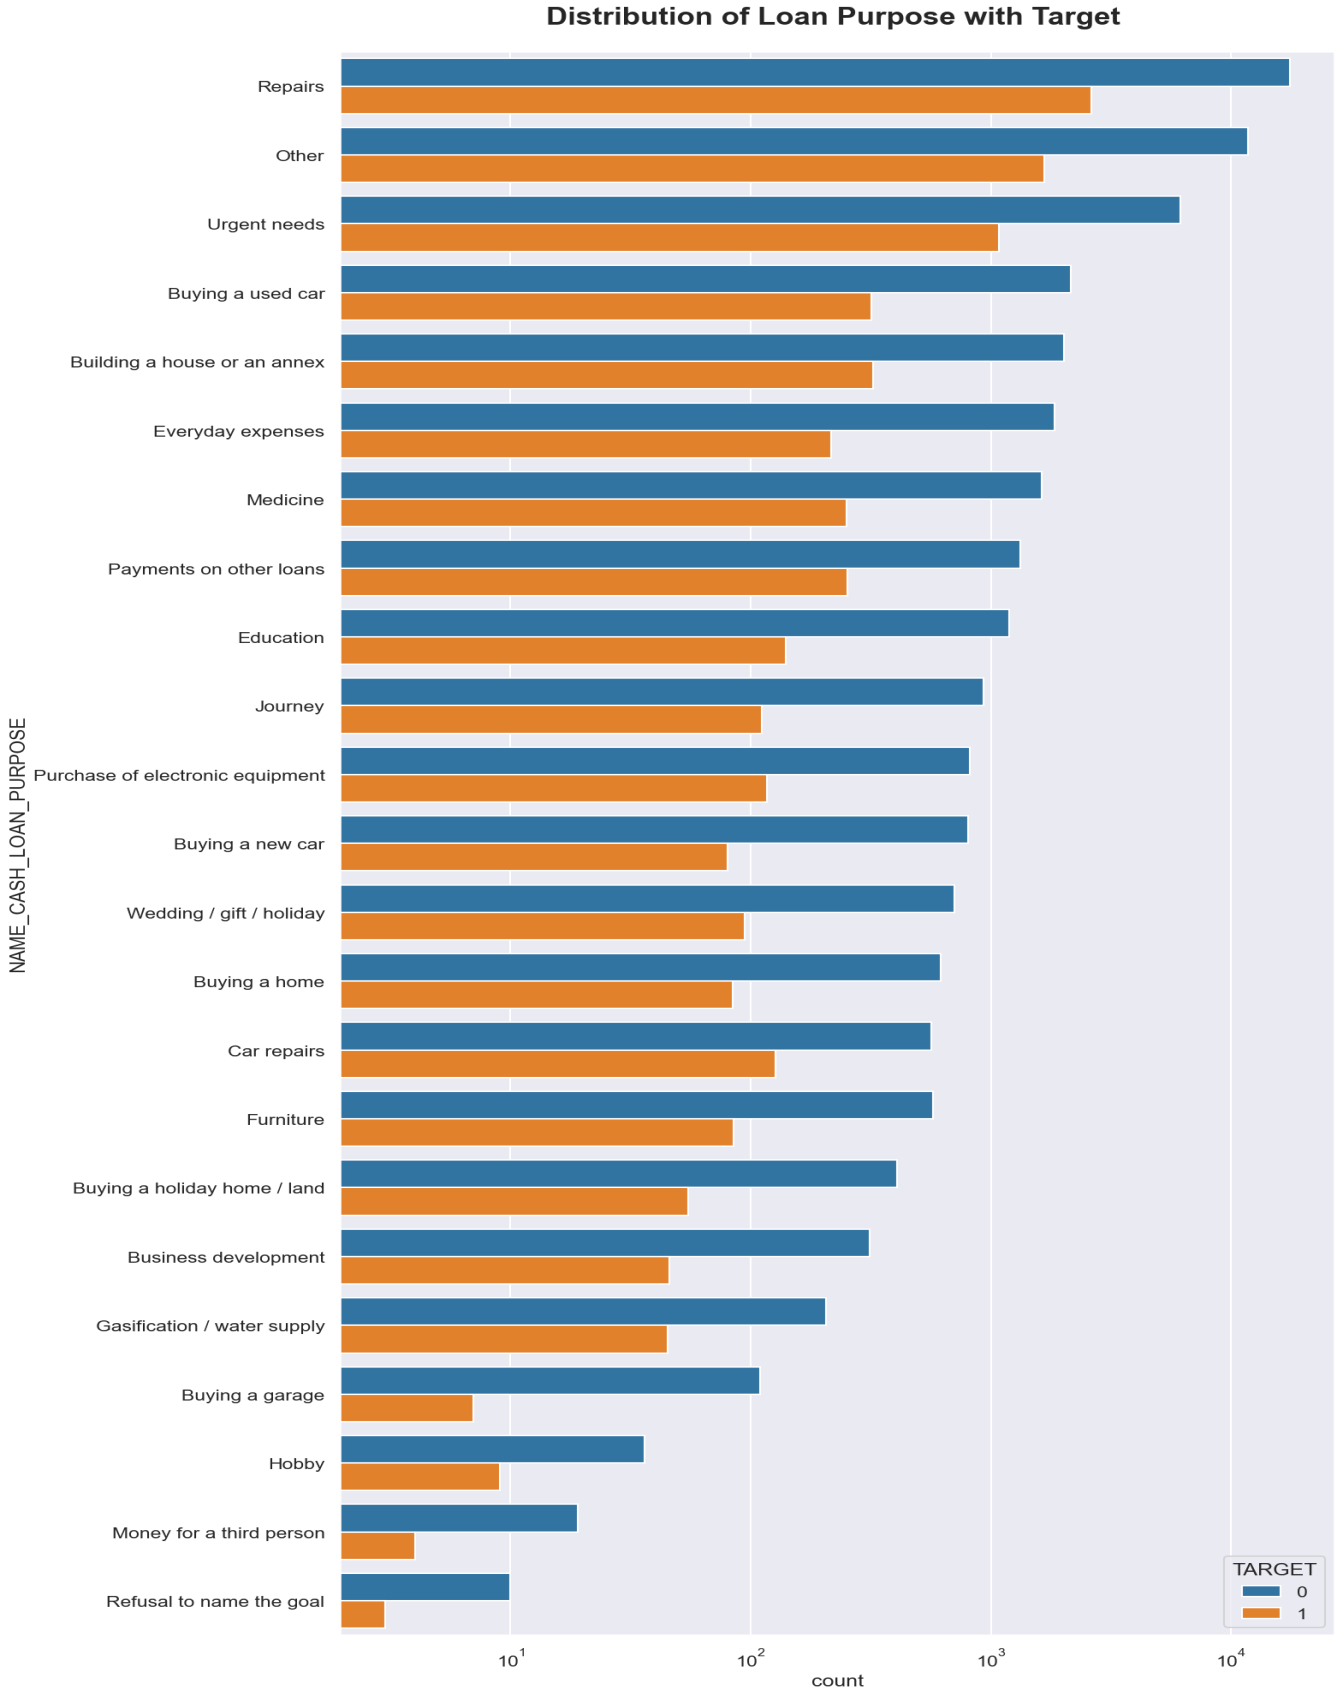 Distribution of Loan Purpose with Target
Repairs
Other
Urgent needs
Buying a used car
Building a house or an annex
Everyday expenses
Medicine
Payments on other loans
Education
Journey
Purchase of electronic equipment
Buying a new car
Wedding / gift / holiday
Buying a home
Car repairs
Furniture
Buying a holiday home / land
Business development
Gasification / water supply
Buying a garage
Hobby
Money for a third person
Refusal to name the goal
NAME_CASH_LOAN_PURPOSE
TARGET
0
1
10¹ 10² 10³ 10⁴
count